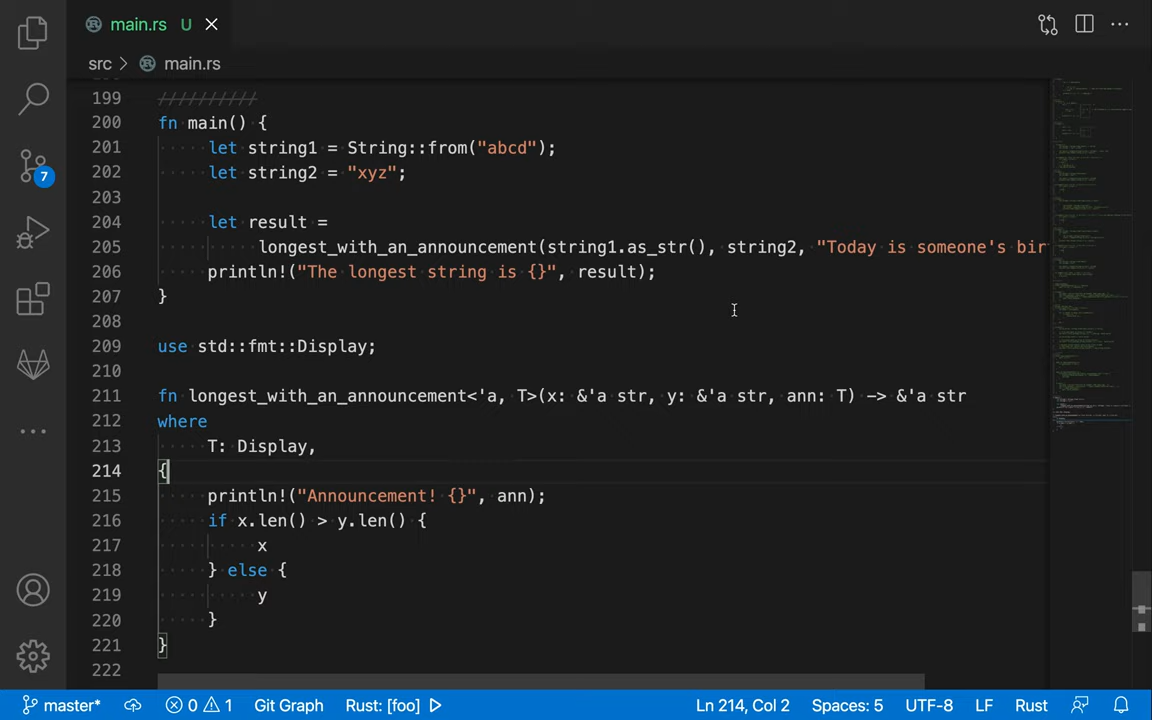 main.rs U
src > main.rs
199 //////////
200 fn main() {
201 let string1 = String::from("abcd");
202 let string2 = "xyz";
203
204 let result =
205 longest_with_an_announcement(string1.as_str(), string2, "Today is someone's bir
206 println!("The longest string is {}", result);
207 }
208
209 use std::fmt::Display;
210
211 fn longest_with_an_announcement<'a, T>(x: &'a str, y: &'a str, ann: T) -> &'a str
212 where
213 T: Display,
214 {
215 println!("Announcement! {}", ann);
216 if x.len() > y.len() {
217 x
218 } else {
219 y
220 }
221 }
222
7
master* 0 1 Git Graph Rust: [foo] Ln 214, Col 2 Spaces: 5 UTF-8 LF Rust